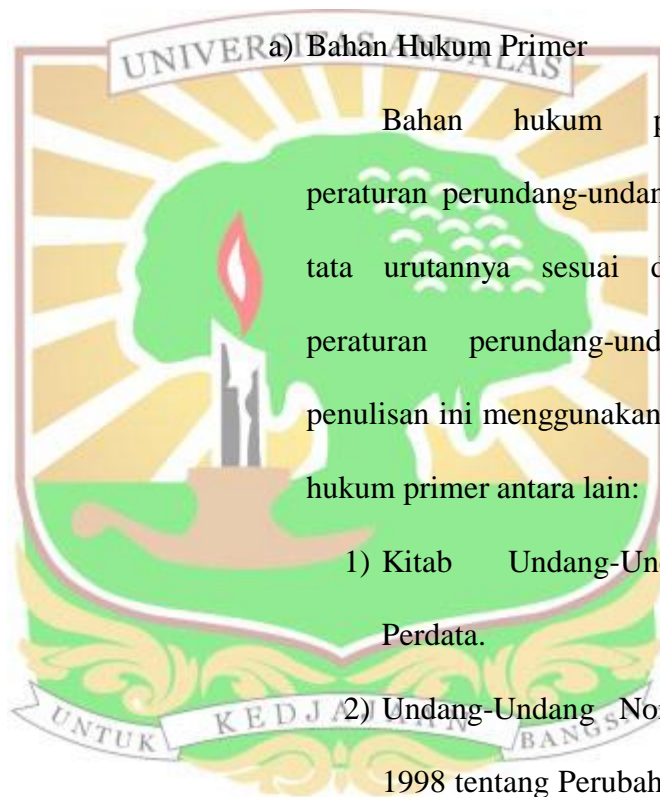 UNIVERSITAS ANDALAS
a) Bahan Hukum Primer
Bahan hukum p
peraturan perundang-undan
tata urutannya sesuai d
peraturan perundang-und
penulisan ini menggunakan
hukum primer antara lain:
1) Kitab Undang-Un
Perdata.
2) Undang-Undang No
1998 tentang Perubah
UNTUK KEDJAJAAN BANGSA